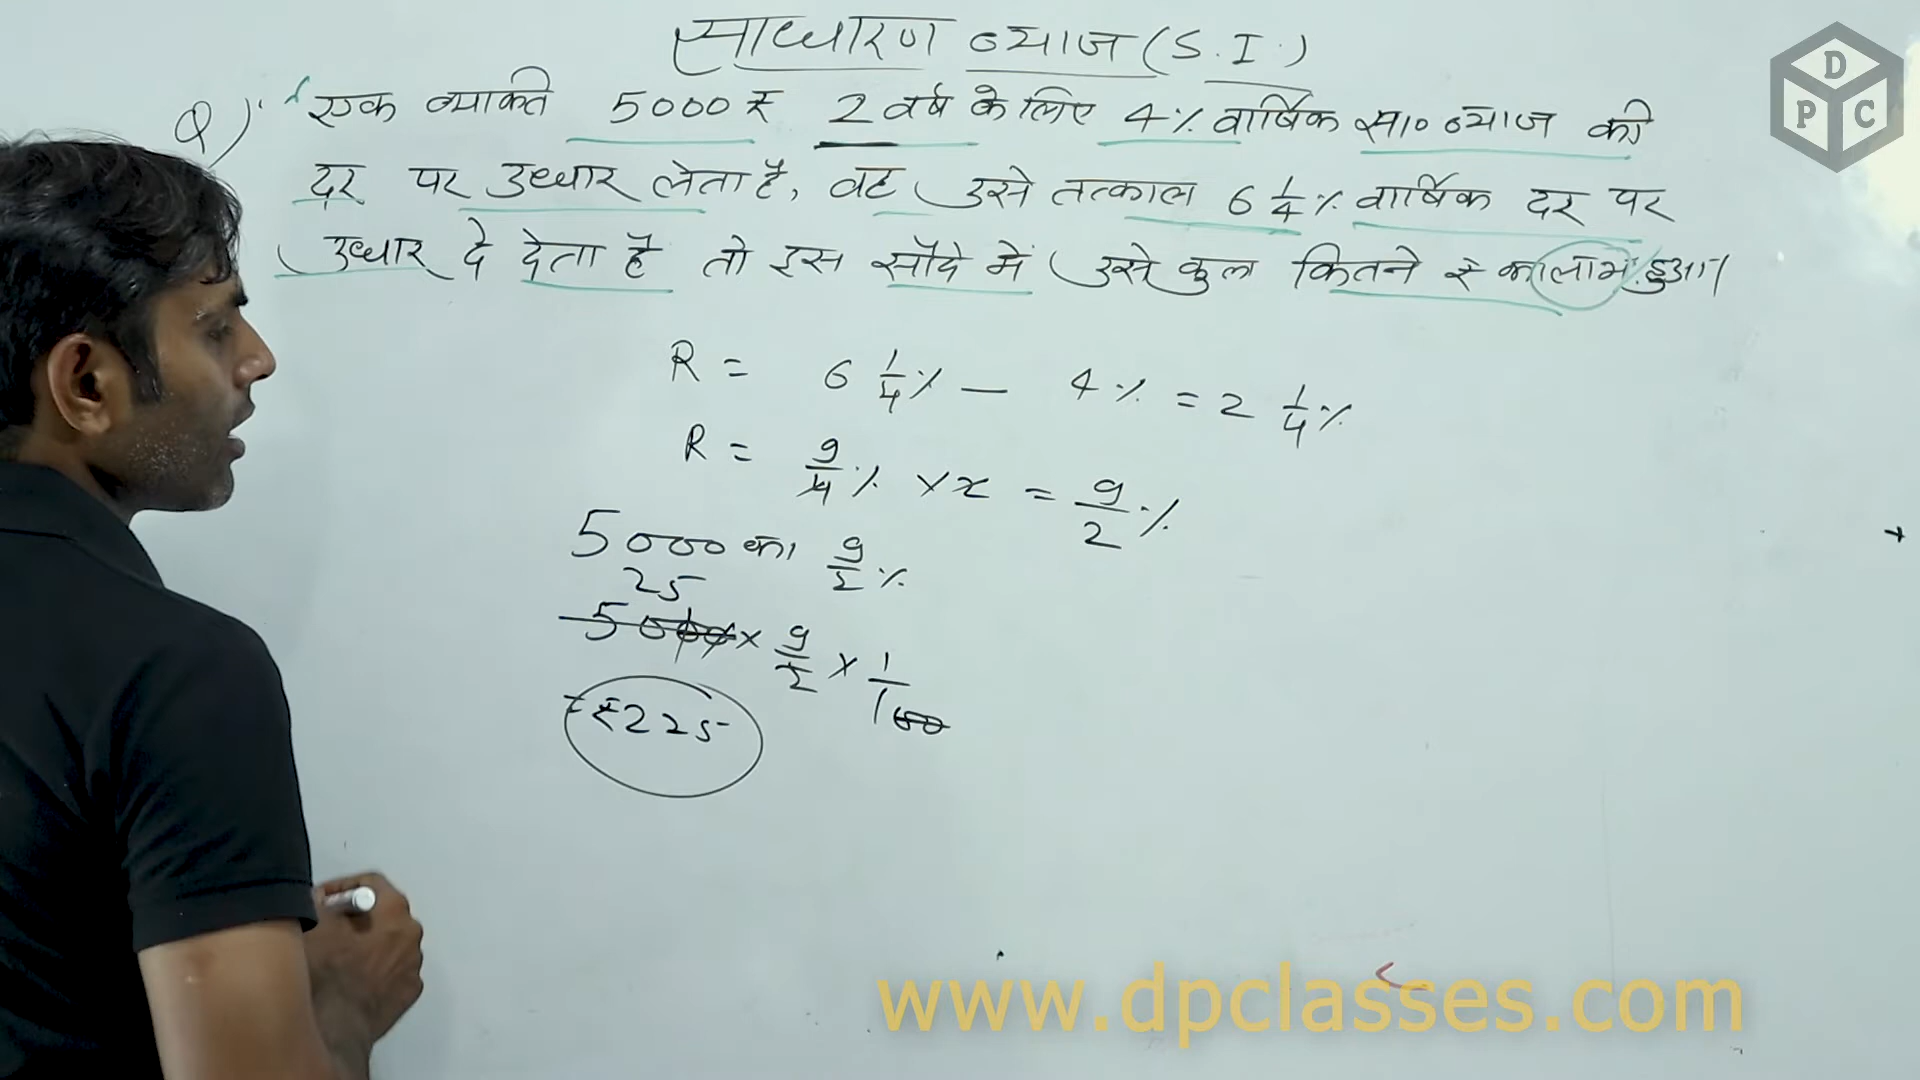 साधारण ब्याज (S.I.)
Q) एक व्यक्ति 5000 ₹ 2 वर्ष के लिए 4% वार्षिक सा० ब्याज की
दर पर उधार लेता है, वह उसे तत्काल 6 1/4 % वार्षिक दर पर
उधार दे देता है तो इस सौदे में उसे कुल कितने ₹ का लाभ हुआ।
R = 6 1/4 % - 4 % = 2 1/4 %
R = 9/4 % × 2 = 9/2 %
5000 का 9/2 %
25
5000 × 9/2 × 1/100
= ₹225
D P C
www.dpclasses.com